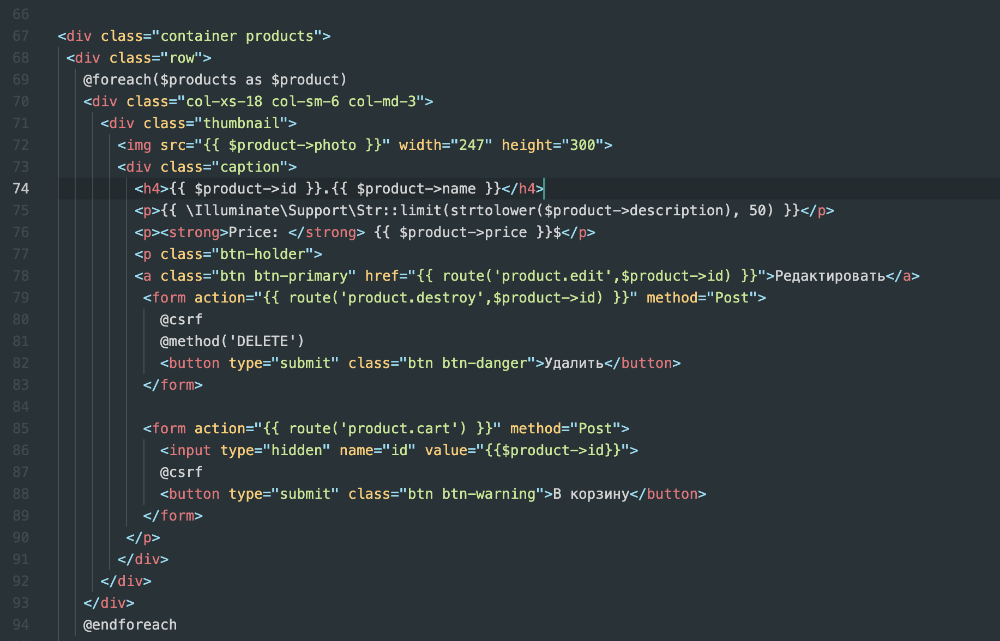 66
67 <div class="container products">
68 <div class="row">
69 @foreach($products as $product)
70 <div class="col-xs-18 col-sm-6 col-md-3">
71 <div class="thumbnail">
72 <img src="{{ $product->photo }}" width="247" height="300">
73 <div class="caption">
74 <h4>{{ $product->id }}.{{ $product->name }}</h4>
75 <p>{{ \Illuminate\Support\Str::limit(strtolower($product->description), 50) }}</p>
76 <p><strong>Price: </strong> {{ $product->price }}$</p>
77 <p class="btn-holder">
78 <a class="btn btn-primary" href="{{ route('product.edit',$product->id) }}">Редактировать</a>
79 <form action="{{ route('product.destroy',$product->id) }}" method="Post">
80 @csrf
81 @method('DELETE')
82 <button type="submit" class="btn btn-danger">Удалить</button>
83 </form>
84
85 <form action="{{ route('product.cart') }}" method="Post">
86 <input type="hidden" name="id" value="{{$product->id}}">
87 @csrf
88 <button type="submit" class="btn btn-warning">В корзину</button>
89 </form>
90 </p>
91 </div>
92 </div>
93 </div>
94 @endforeach